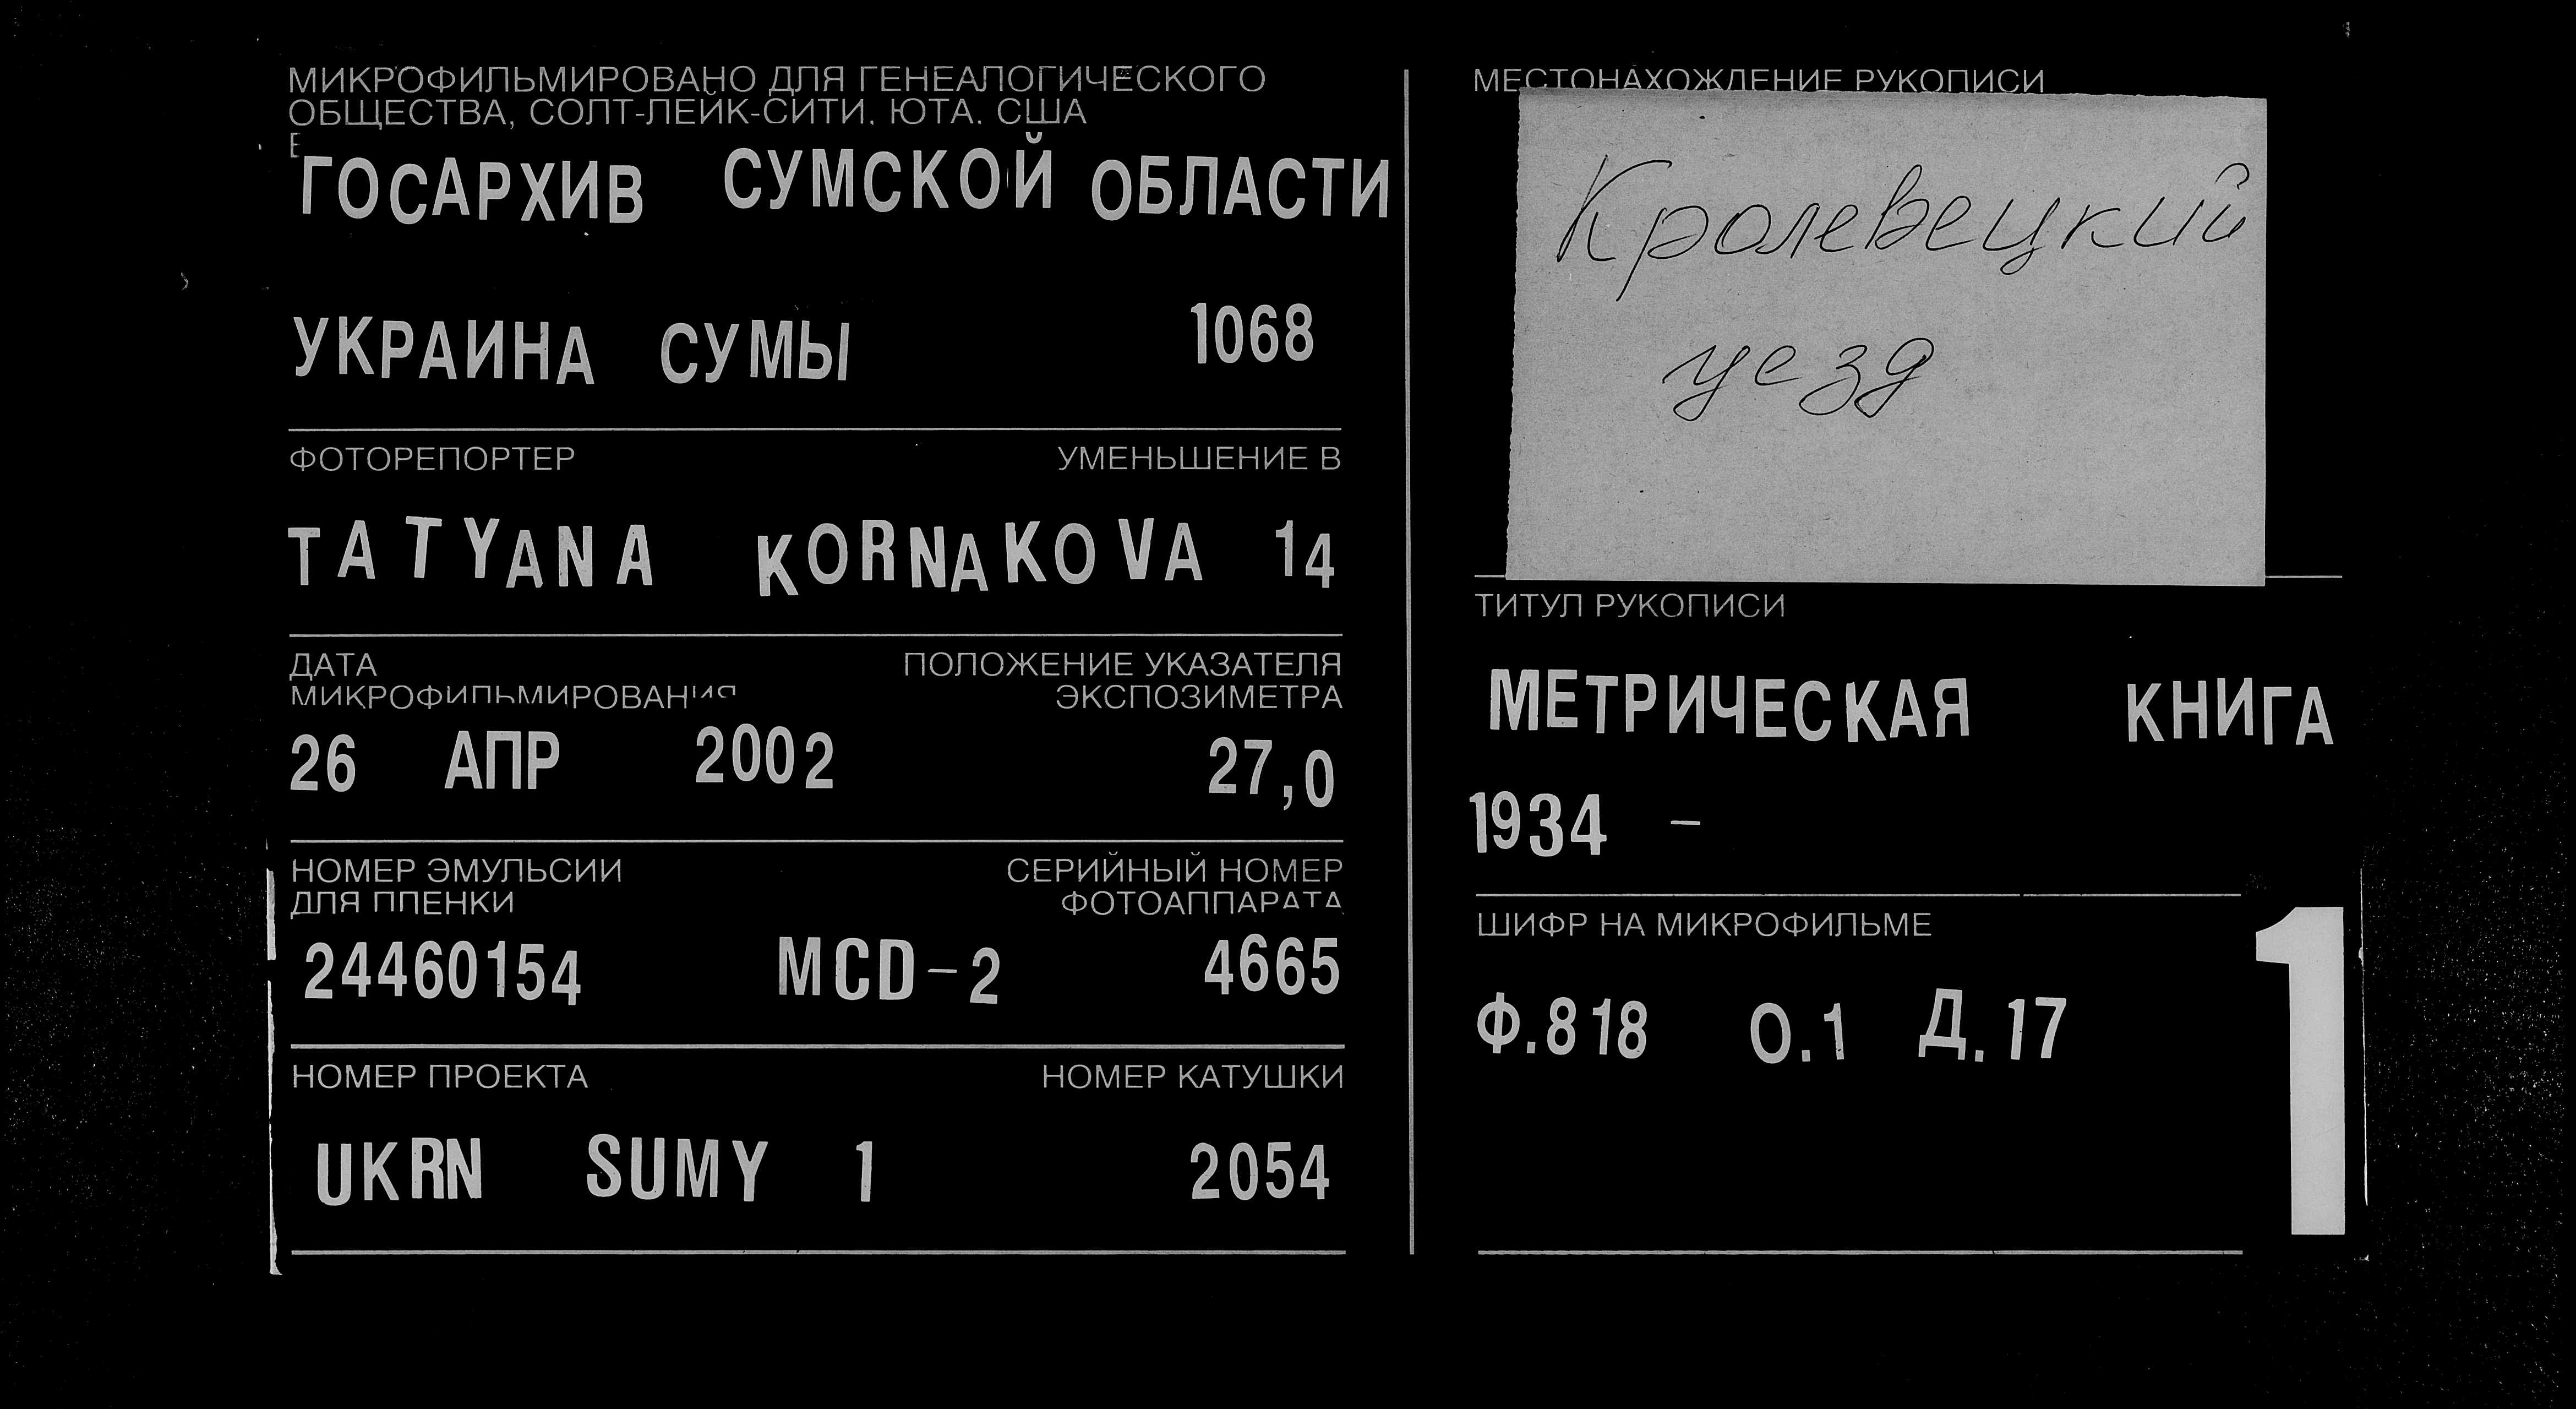 МИКРОФИЛЬМИРОВАНО ДЛЯ ГЕНЕАЛОГИЧЕСКОГО
ОБЩЕСТВА, СОЛТ-ЛЕЙК-СИТИ, ЮТА, США
В
ГОСАРХИВ СУМСКОЙ ОБЛАСТИ
УКРАИНА СУМЫ 1068
ФОТОРЕПОРТЕР УМЕНЬШЕНИЕ В
TATYANA KORNAKOVA 14
ДАТА ПОЛОЖЕНИЕ УКАЗАТЕЛЯ
МИКРОФИЛЬМИРОВАНИЯ ЭКСПОЗИМЕТРА
26 АПР 2002 27,0
НОМЕР ЭМУЛЬСИИ СЕРИЙНЫЙ НОМЕР
ДЛЯ ПЛЕНКИ ФОТОАППАРАТА
24460154 MCD-2 4665
НОМЕР ПРОЕКТА НОМЕР КАТУШКИ
UKRN SUMY 1 2054
МЕСТОНАХОЖДЕНИЕ РУКОПИСИ
Кролевецкий
уезд
ТИТУЛ РУКОПИСИ
МЕТРИЧЕСКАЯ КНИГА
1934 -
ШИФР НА МИКРОФИЛЬМЕ
Ф.818 О.1 Д.17
1